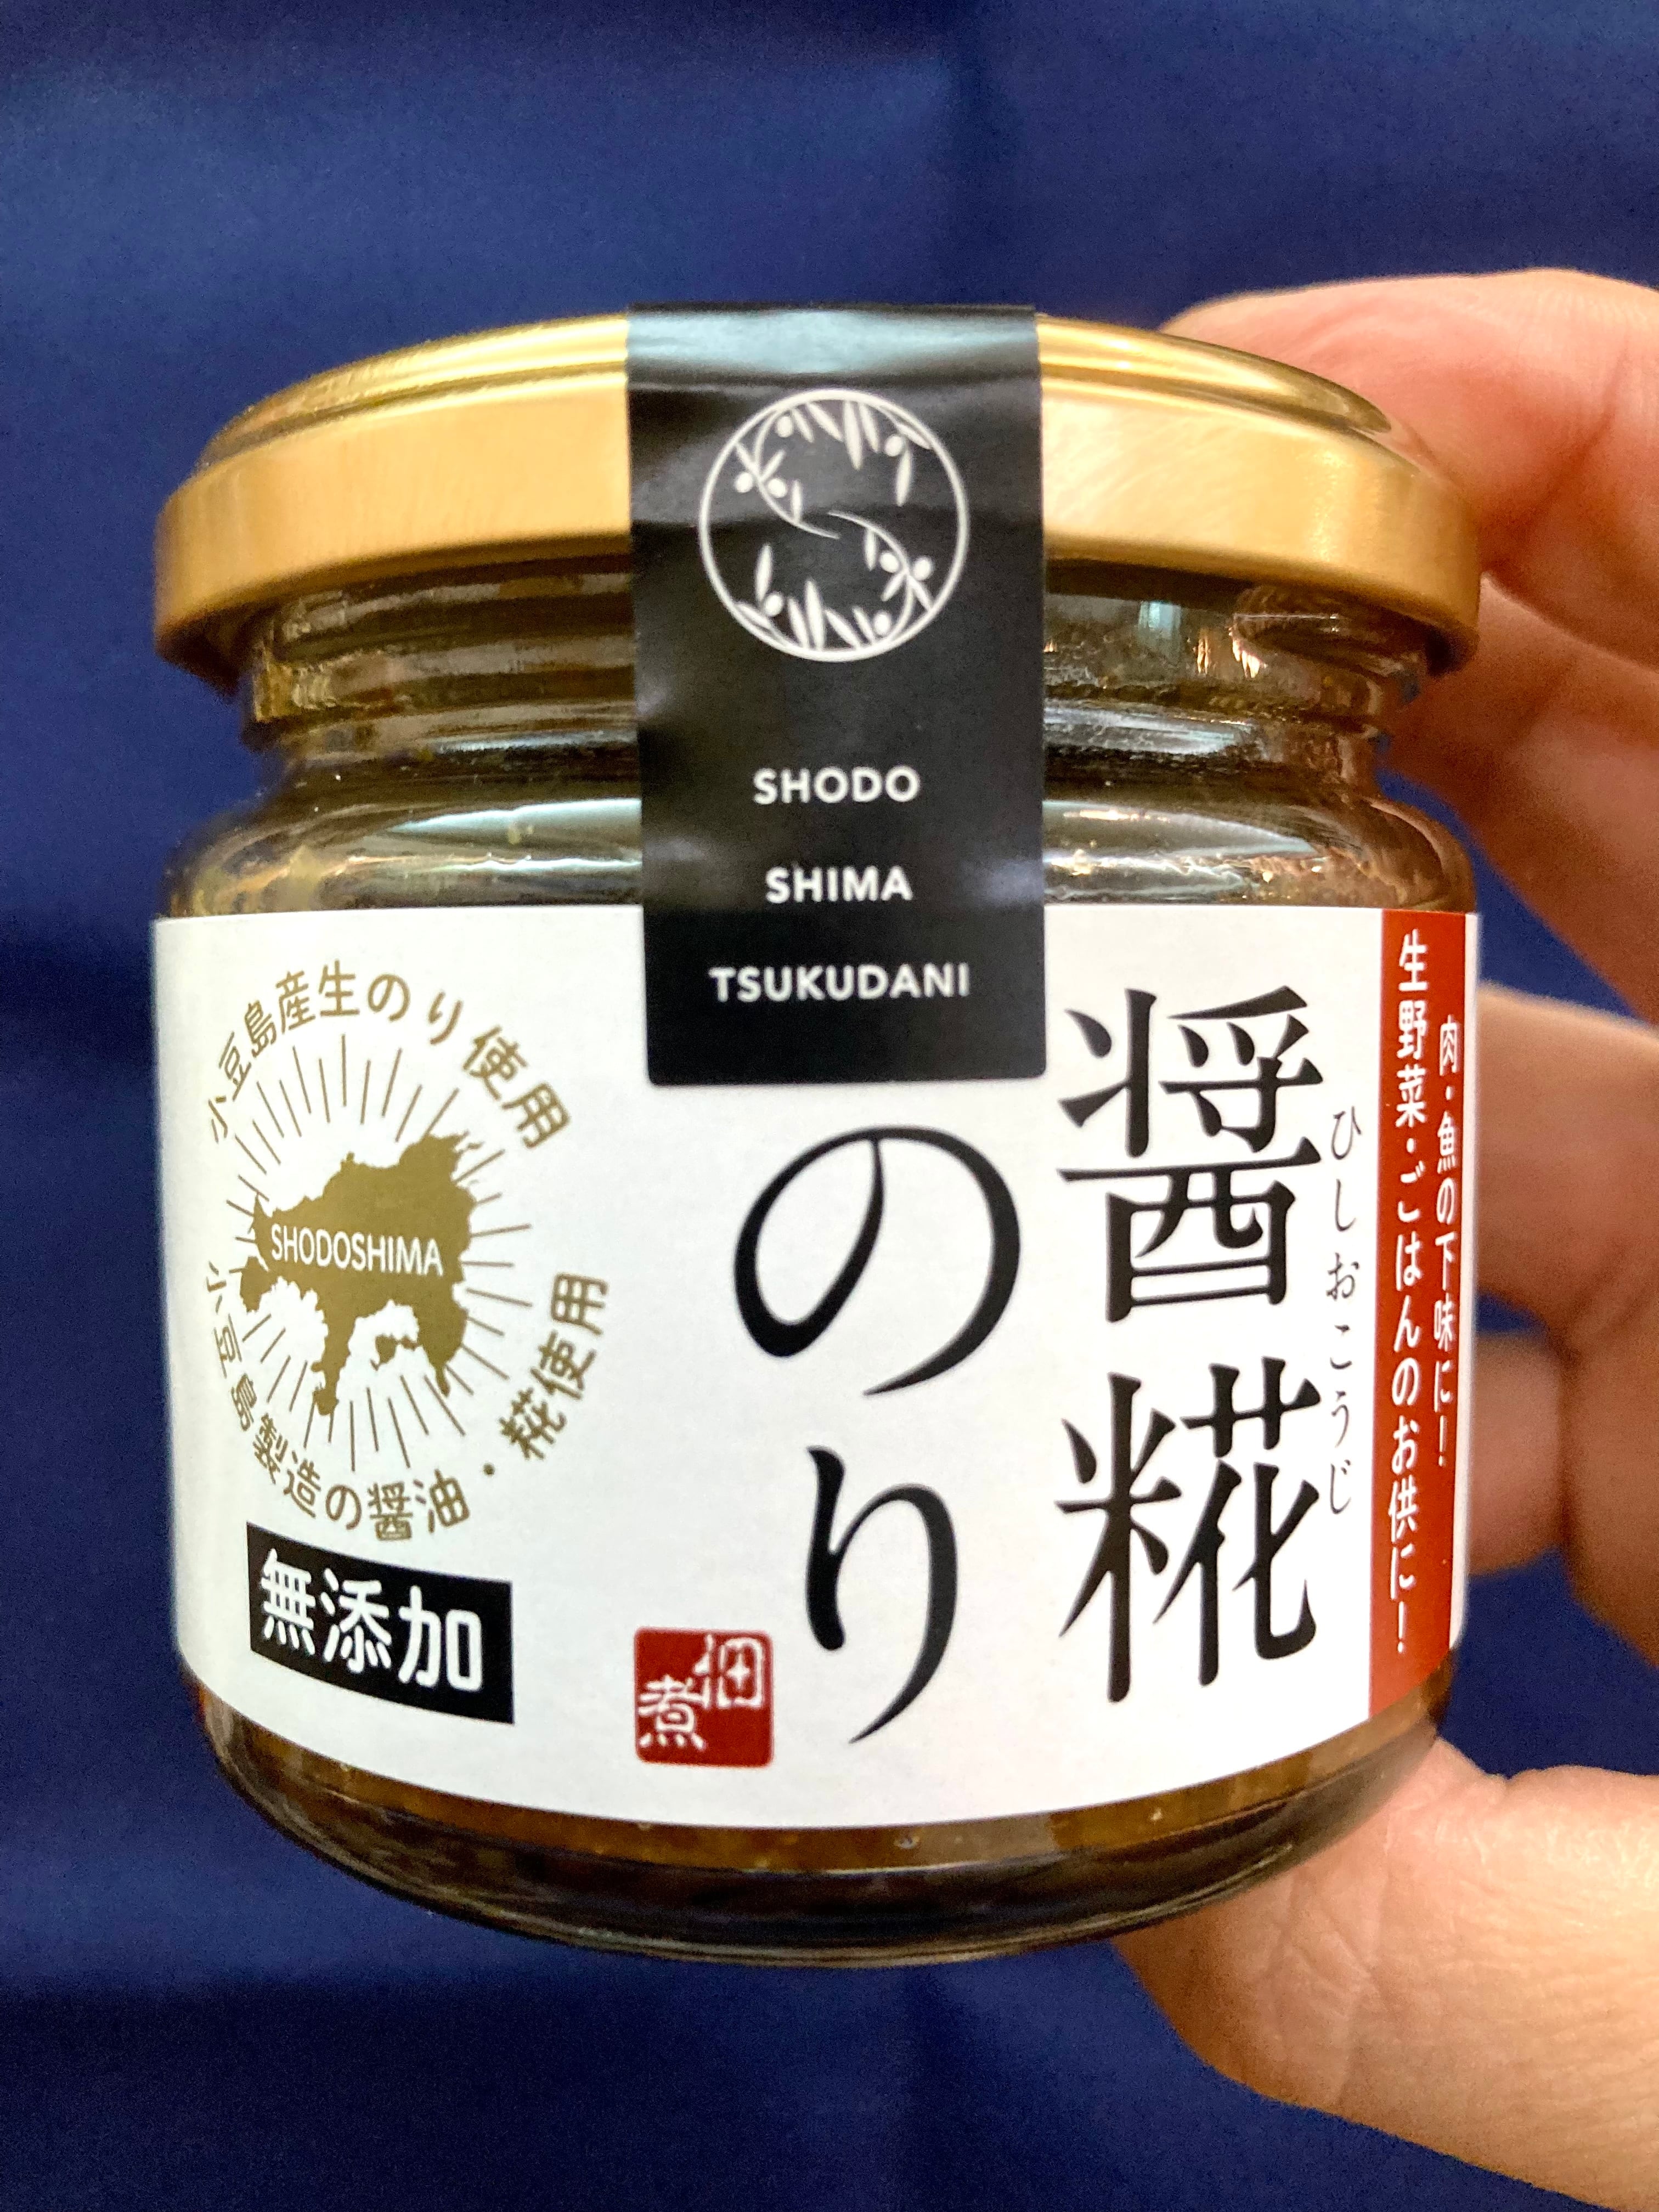 SHODO
SHIMA
TSUKUDANI
肉・魚の下味に!
生野菜・ごはんのお供に!
ひしおこうじ
醤糀
のり
佃煮
小豆島産生のり使用
SHODOSHIMA
小豆島製造の醤油・糀使用
無添加